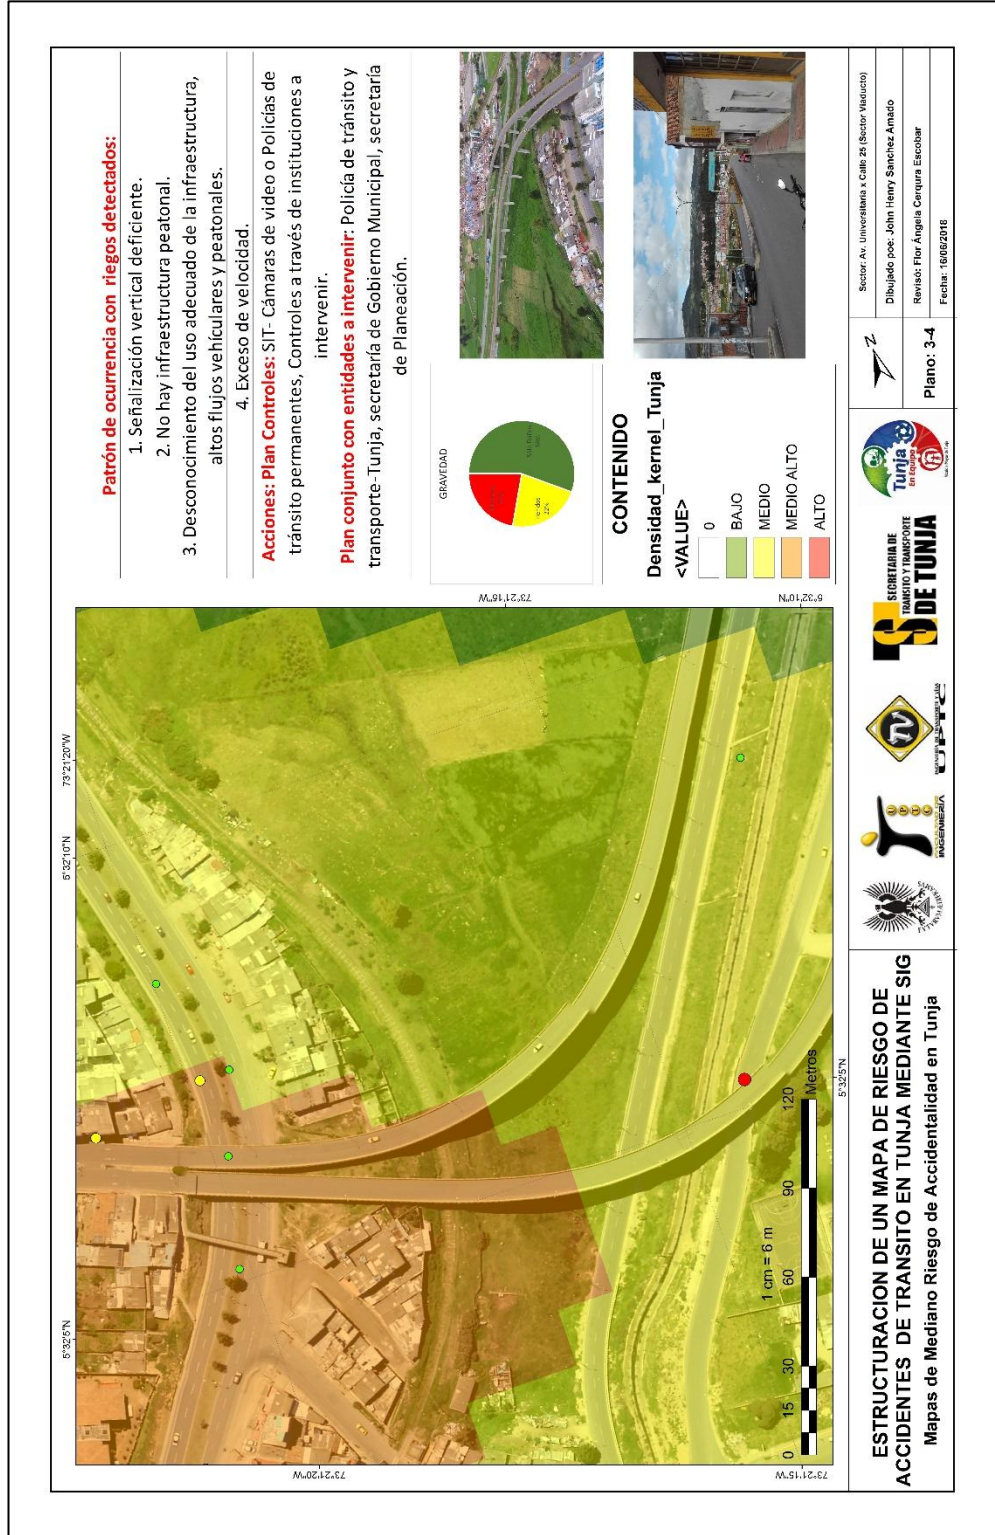 Patrón de ocurrencia con riegos detectados:
1. Señalización vertical deficiente.
2. No hay infraestructura peatonal.
3. Desconocimiento del uso adecuado de la infraestructura,
altos flujos vehículares y peatonales.
4. Exceso de velocidad.
Acciones: Plan Controles: SIT- Cámaras de video o Policías de
tránsito permanentes, Controles a través de instituciones a
intervenir.
Plan conjunto con entidades a intervenir: Policía de tránsito y
transporte-Tunja, secretaría de Gobierno Municipal, secretaría
de Planeación.
GRAVEDAD
22%
CONTENIDO
Densidad_kernel_Tunja
<VALUE>
0
BAJO
MEDIO
MEDIO ALTO
ALTO
5°32'5"N
5°32'10"N
73°21'20"W
73°21'20"W
73°21'15"W
73°21'15"W
5°32'5"N
5°32'10"N
1 cm = 6 m
0 15 30 60 90 120
Metros
ESTRUCTURACION DE UN MAPA DE RIESGO DE
ACCIDENTES DE TRANSITO EN TUNJA MEDIANTE SIG
Mapas de Mediano Riesgo de Accidentalidad en Tunja
UPTC
INGENIERÍA
TV
UPTC
SECRETARIA DE
TRANSITO Y TRANSPORTE
DE TUNJA
Tunja
En Equipo
Plano: 3-4
Sector: Av. Universitaria x Calle 25 (Sector Viaducto)
Dibujado poe: John Henry Sanchez Amado
Revisó: Flor Ángela Cerqura Escobar
Fecha: 16/06/2018